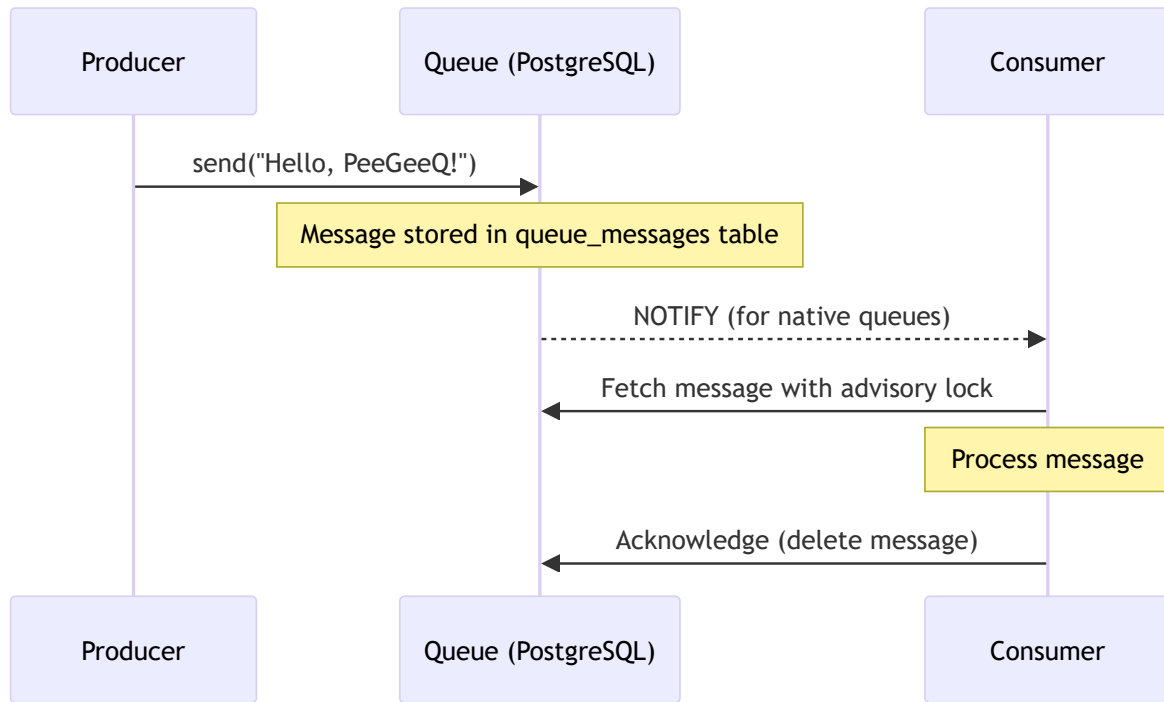 Producer
Queue (PostgreSQL)
Consumer
send("Hello, PeeGeeQ!")
Message stored in queue_messages table
NOTIFY (for native queues)
Fetch message with advisory lock
Process message
Acknowledge (delete message)
Producer
Queue (PostgreSQL)
Consumer